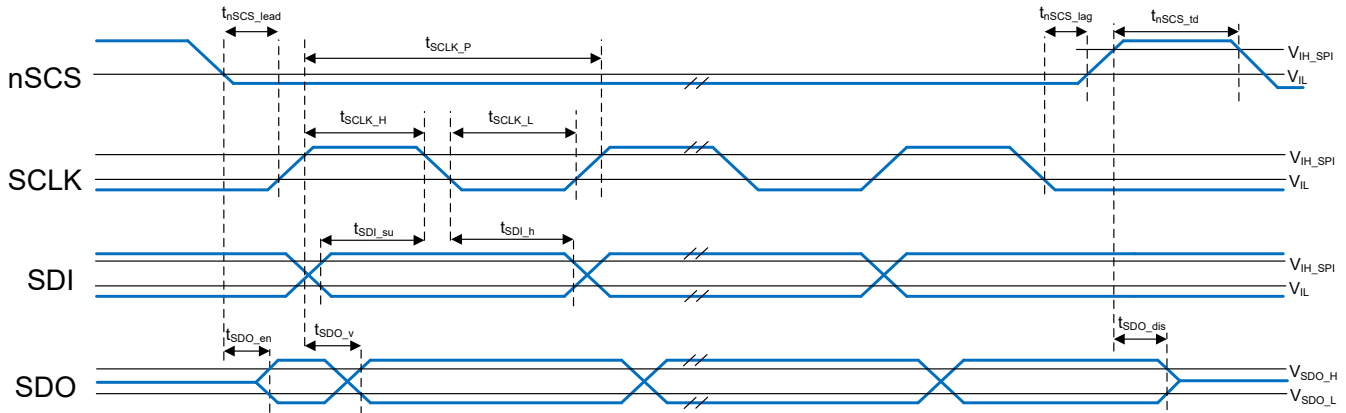 tnSCS_lead
tSCLK_P
tnSCS_lag
tnSCS_td
nSCS
VIH_SPI
VIL
tSCLK_H
tSCLK_L
SCLK
VIH_SPI
VIL
tSDI_su
tSDI_h
SDI
VIH_SPI
VIL
tSDO_en
tSDO_v
tSDO_dis
SDO
VSDO_H
VSDO_L